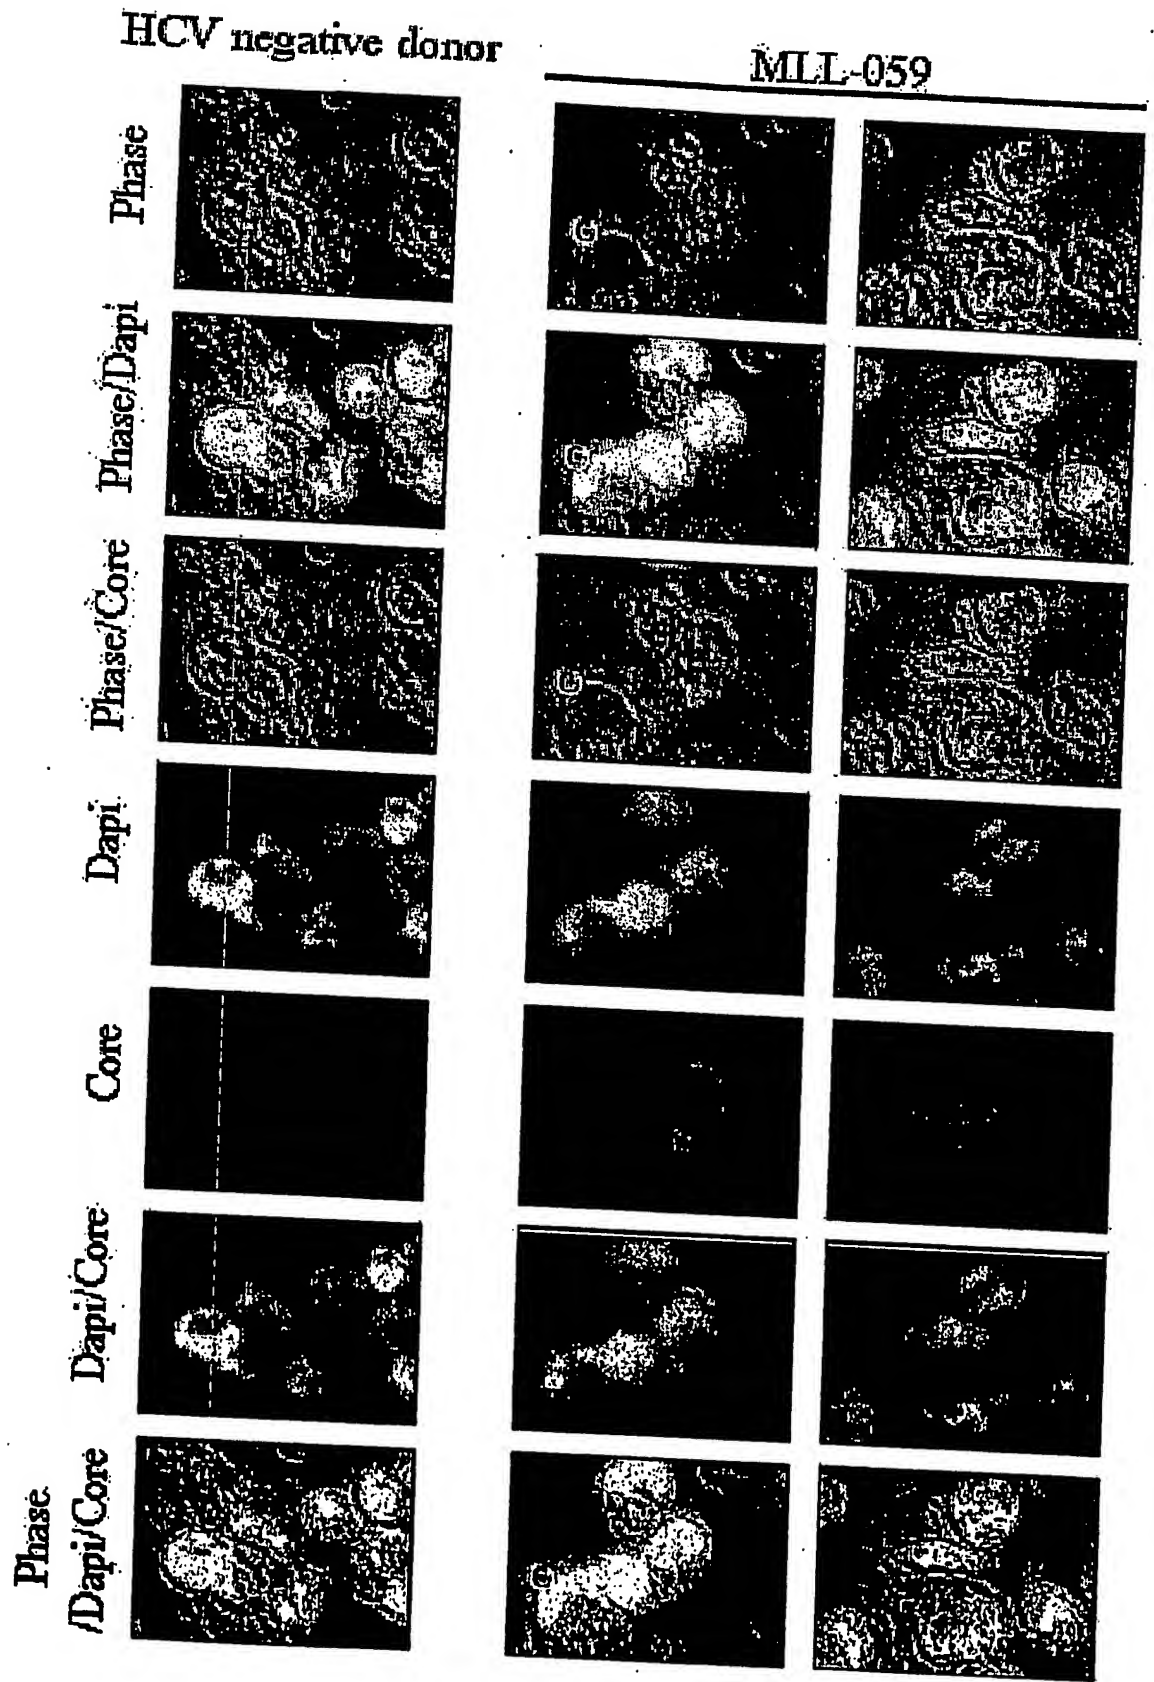 HCV negative donor
MLL-059
Phase
Phase/Dapi
Phase/Core
Dapi
Core
Dapi/Core
Phase
/Dapi/Core